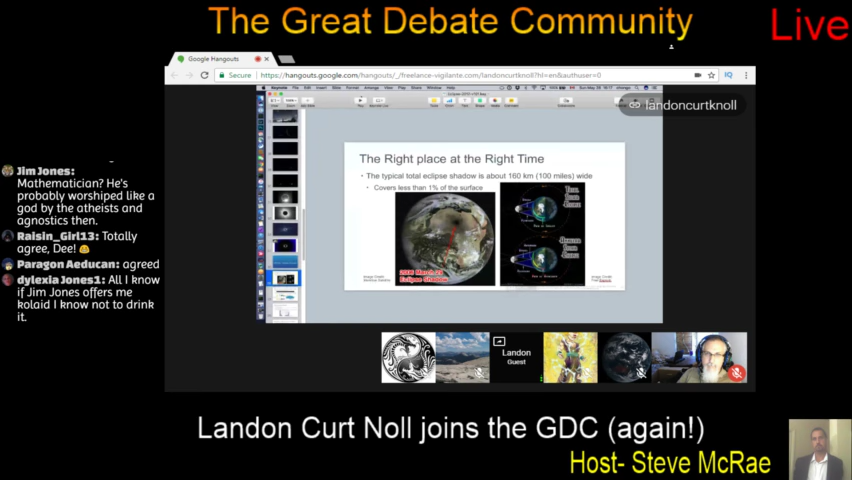 The Great Debate Community
Live
Google Hangouts
Secure
https://hangouts.google.com/hangouts/_/freelance-vigilante.com/landoncurtknoll?hl=en&authuser=0
landoncurtknoll
The Right place at the Right Time
• The typical total eclipse shadow is about 160 km (100 miles) wide
• Covers less than 1% of the surface
2006 March 29
Eclipse Shadow
Jim Jones:
Mathematician? He's
probably worshiped like a
god by the atheists and
agnostics then.
Raisin_Girl13: Totally
agree, Dee!
Paragon Aeducan: agreed
dylexia Jones1: All I know
if Jim Jones offers me
kolaid I know not to drink
it.
Landon
Guest
Landon Curt Noll joins the GDC (again!)
Host- Steve McRae